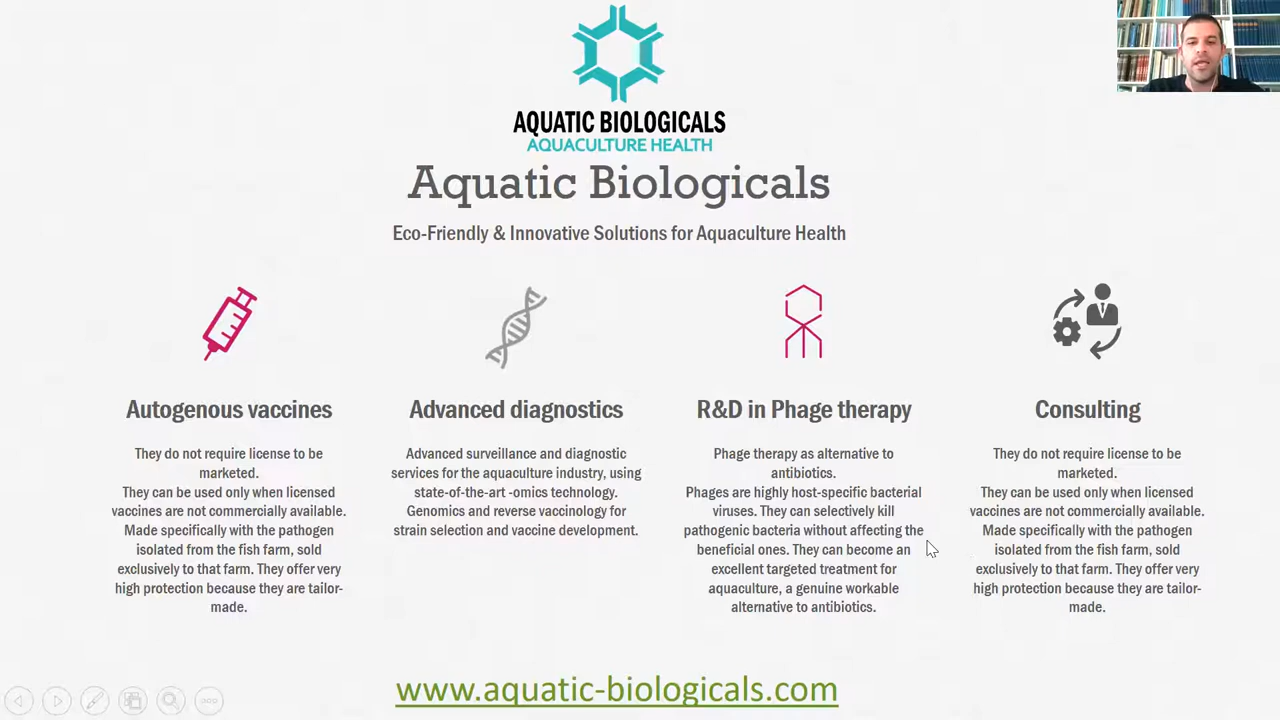 AQUATIC BIOLOGICALS
AQUACULTURE HEALTH
Aquatic Biologicals
Eco-Friendly & Innovative Solutions for Aquaculture Health
Autogenous vaccines
They do not require license to be
marketed.
They can be used only when licensed
vaccines are not commercially available.
Made specifically with the pathogen
isolated from the fish farm, sold
exclusively to that farm. They offer very
high protection because they are tailor-
made.
Advanced diagnostics
Advanced surveillance and diagnostic
services for the aquaculture industry, using
state-of-the-art -omics technology.
Genomics and reverse vaccinology for
strain selection and vaccine development.
R&D in Phage therapy
Phage therapy as alternative to
antibiotics.
Phages are highly host-specific bacterial
viruses. They can selectively kill
pathogenic bacteria without affecting the
beneficial ones. They can become an
excellent targeted treatment for
aquaculture, a genuine workable
alternative to antibiotics.
Consulting
They do not require license to be
marketed.
They can be used only when licensed
vaccines are not commercially available.
Made specifically with the pathogen
isolated from the fish farm, sold
exclusively to that farm. They offer very
high protection because they are tailor-
made.
www.aquatic-biologicals.com